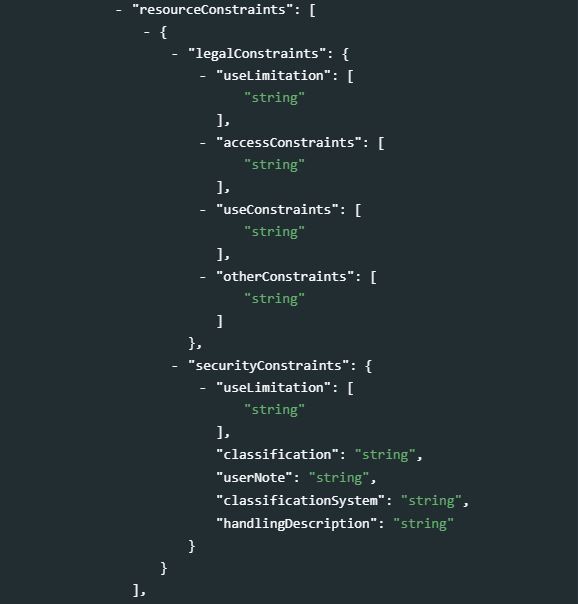 - "resourceConstraints": [
- {
- "legalConstraints": {
- "useLimitation": [
"string"
],
- "accessConstraints": [
"string"
],
- "useConstraints": [
"string"
],
- "otherConstraints": [
"string"
]
},
- "securityConstraints": {
- "useLimitation": [
"string"
],
"classification": "string",
"userNote": "string",
"classificationSystem": "string",
"handlingDescription": "string"
}
}
],